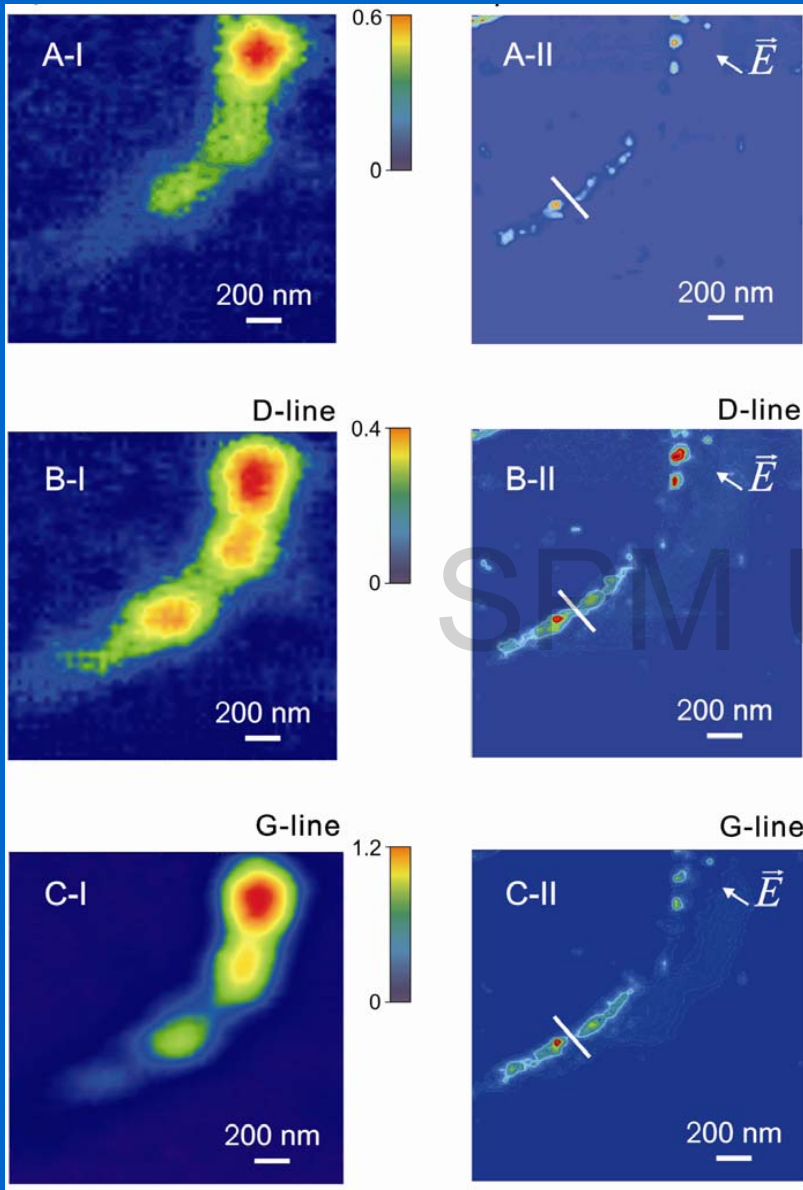 0.6
A-I
0
200 nm
A-II
E
200 nm
D-line
0.4
B-I
0
200 nm
D-line
B-II
E
SPM U
200 nm
G-line
1.2
C-I
0
200 nm
G-line
C-II
E
200 nm